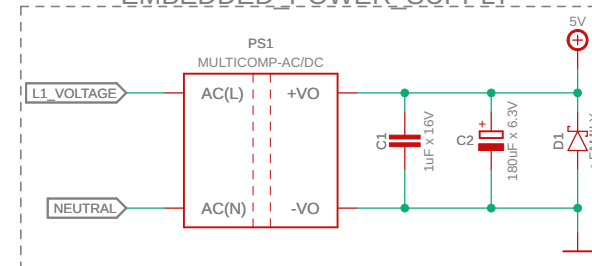 EMBEDDED_POWER_SUPPLY
5V
PS1
MULTICOMP-AC/DC
L1_VOLTAGE
AC(L)
+VO
C1
1uF x 16V
C2
+
180uF x 6.3V
D1
NEUTRAL
AC(N)
-VO